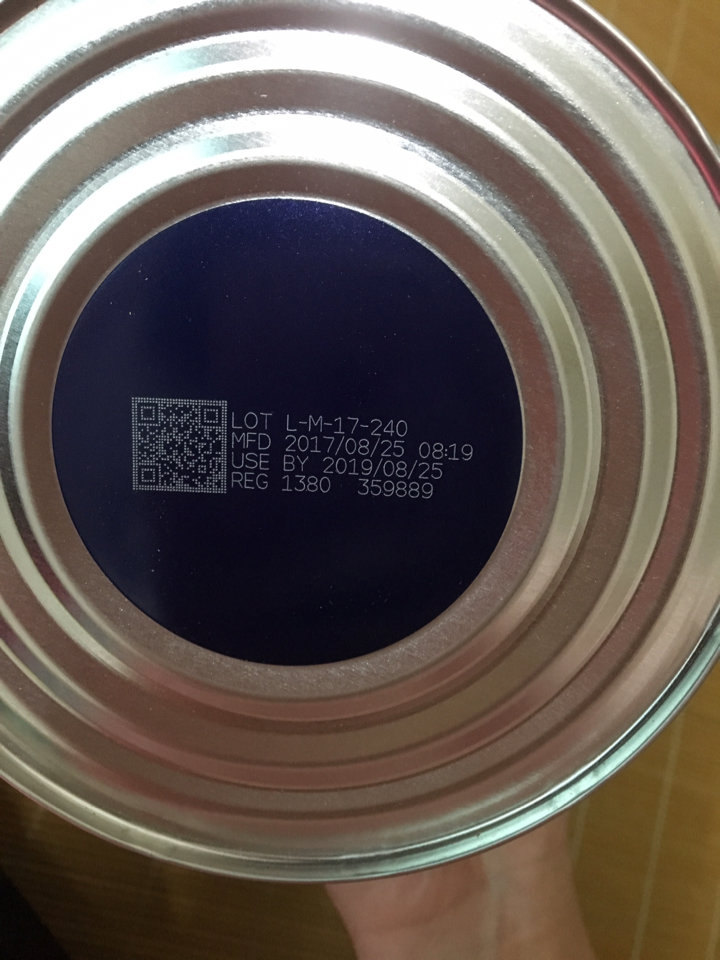 LOT L-M-17-240
MFD 2017/08/25 08:19
USE BY 2019/08/25
REG 1380 359889